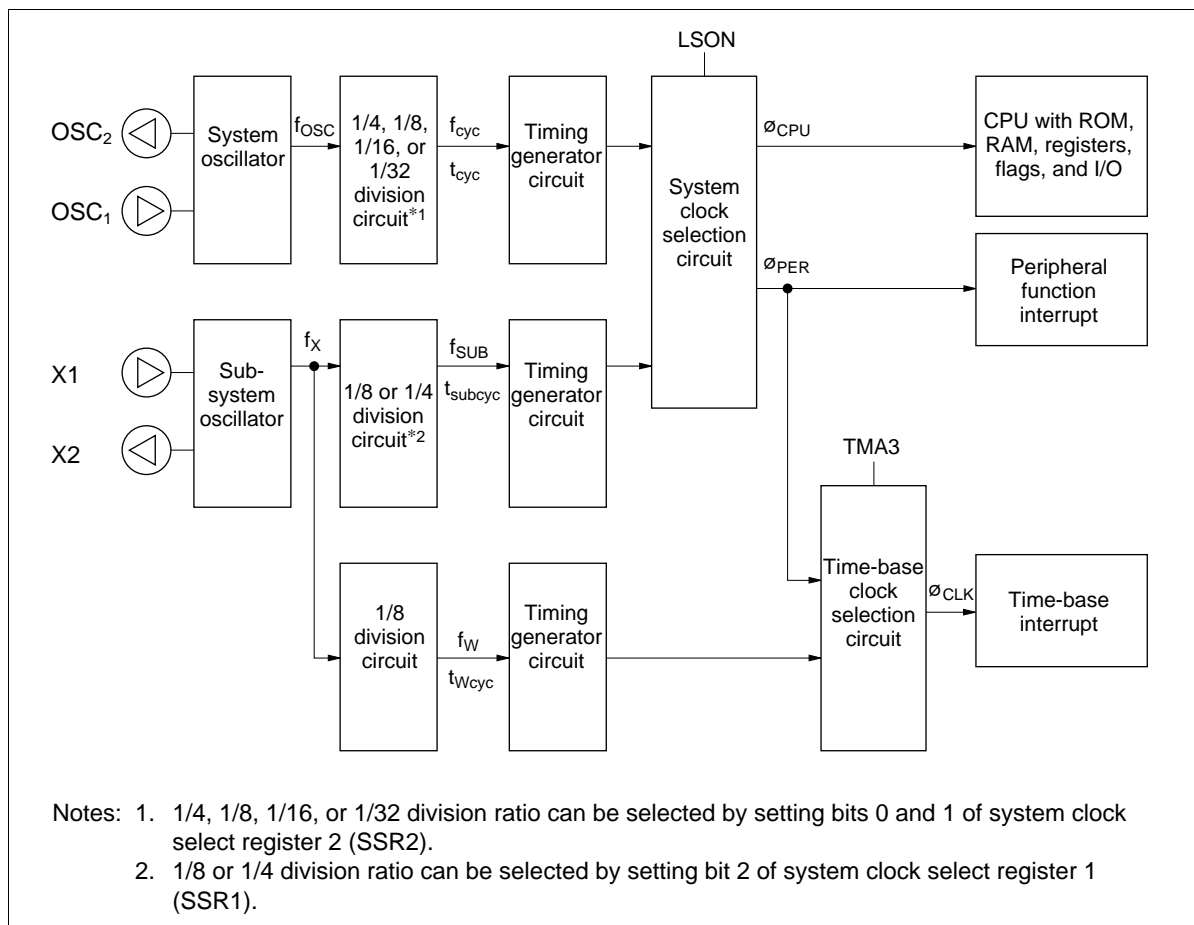 LSON
OSC2
OSC1
System
oscillator
fOSC
1/4, 1/8,
1/16, or
1/32
division
circuit*1
fcyc
tcyc
Timing
generator
circuit
System
clock
selection
circuit
øCPU
øPER
CPU with ROM,
RAM, registers,
flags, and I/O
Peripheral
function
interrupt
X1
X2
Sub-
system
oscillator
fX
1/8 or 1/4
division
circuit*2
fSUB
tsubcyc
Timing
generator
circuit
TMA3
1/8
division
circuit
fW
tWcyc
Timing
generator
circuit
Time-base
clock
selection
circuit
øCLK
Time-base
interrupt
Notes: 1. 1/4, 1/8, 1/16, or 1/32 division ratio can be selected by setting bits 0 and 1 of system clock
select register 2 (SSR2).
2. 1/8 or 1/4 division ratio can be selected by setting bit 2 of system clock select register 1
(SSR1).